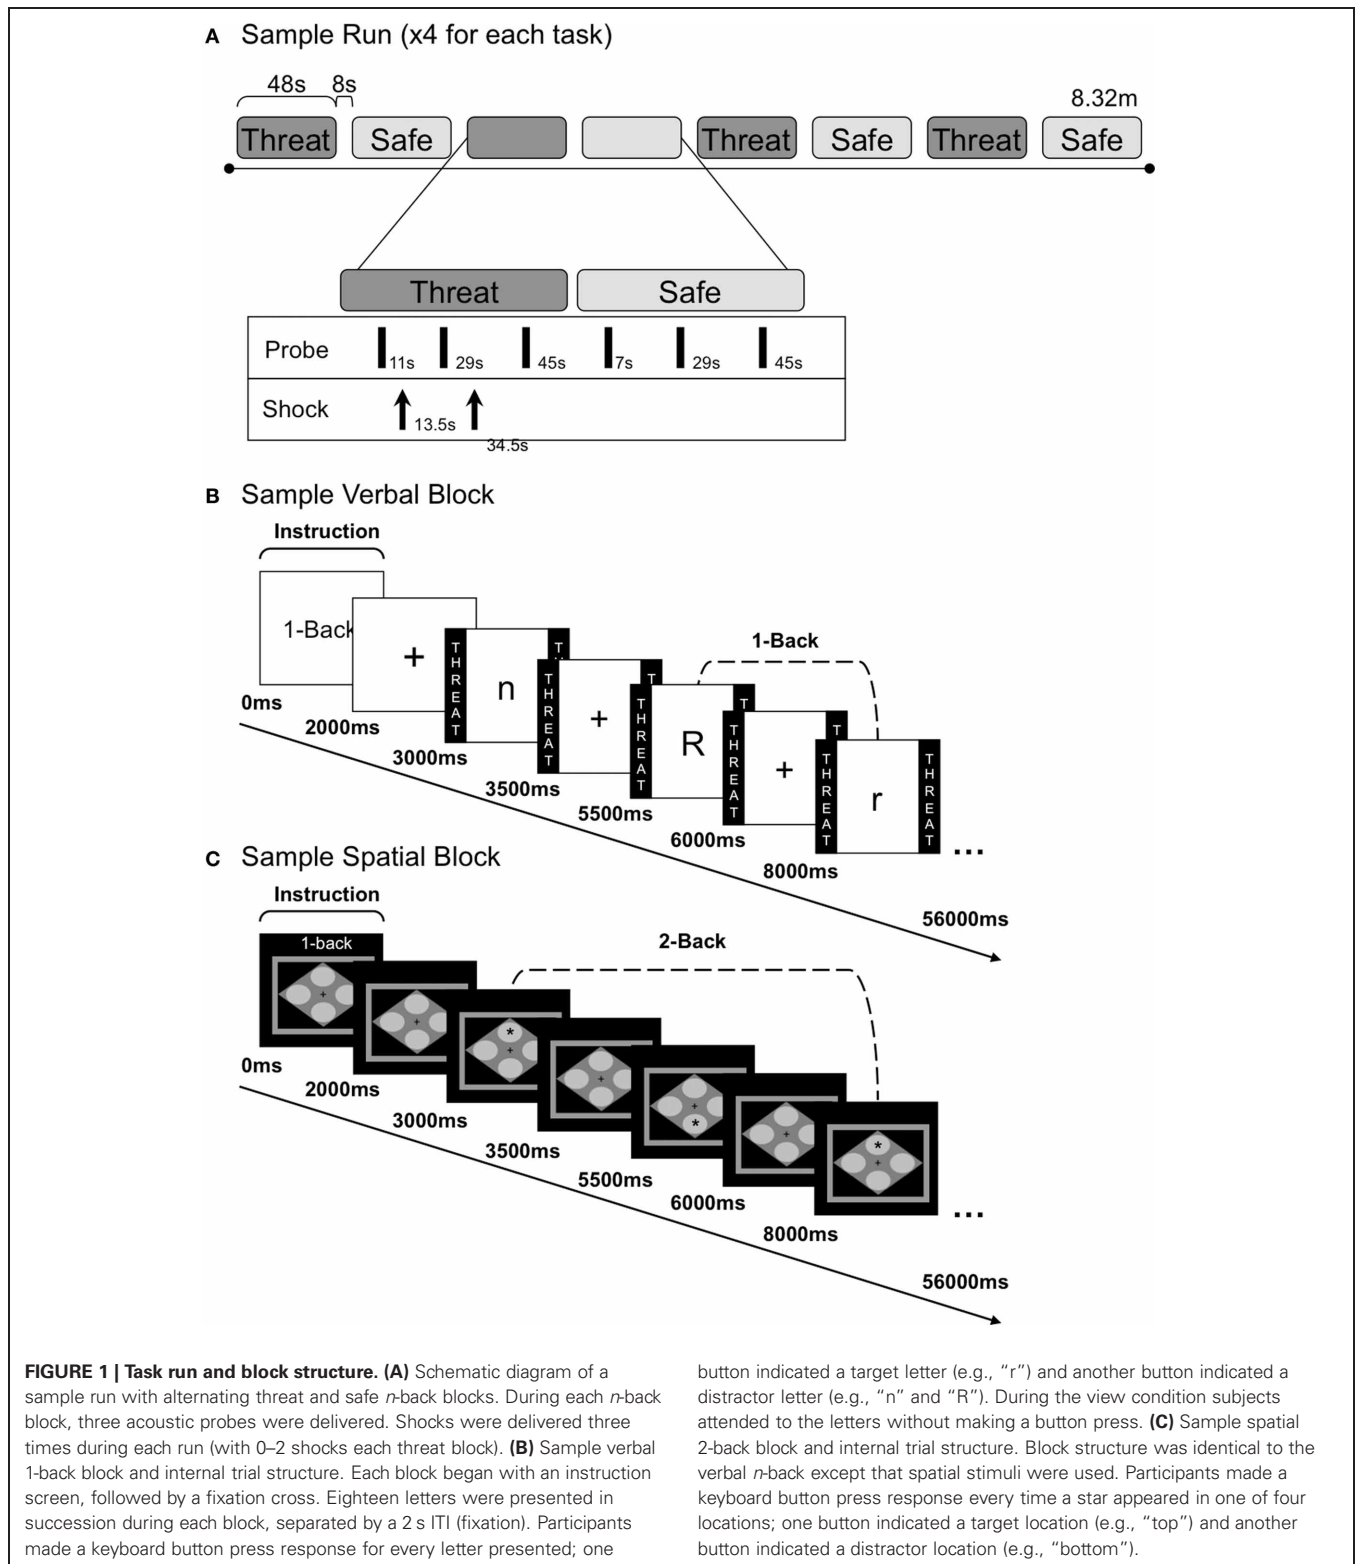 A Sample Run (x4 for each task)
48s 8s
8.32m
Threat Safe Threat Safe Threat Safe
Threat Safe
Probe 11s 29s 45s 7s 29s 45s
Shock 13.5s 34.5s
B Sample Verbal Block
Instruction
1-Back
+
THREAT n T
THREAT + T
THREAT R T
THREAT + T
THREAT r THREAT
1-Back
0ms
2000ms
3000ms
3500ms
5500ms
6000ms
8000ms
...
56000ms
C Sample Spatial Block
Instruction
1-back
2-Back
+
+
* +
+
+ *
+
* +
0ms
2000ms
3000ms
3500ms
5500ms
6000ms
8000ms
...
56000ms
FIGURE 1 | Task run and block structure. (A) Schematic diagram of a
sample run with alternating threat and safe n-back blocks. During each n-back
block, three acoustic probes were delivered. Shocks were delivered three
times during each run (with 0–2 shocks each threat block). (B) Sample verbal
1-back block and internal trial structure. Each block began with an instruction
screen, followed by a fixation cross. Eighteen letters were presented in
succession during each block, separated by a 2 s ITI (fixation). Participants
made a keyboard button press response for every letter presented; one
button indicated a target letter (e.g., “r”) and another button indicated a
distractor letter (e.g., “n” and “R”). During the view condition subjects
attended to the letters without making a button press. (C) Sample spatial
2-back block and internal trial structure. Block structure was identical to the
verbal n-back except that spatial stimuli were used. Participants made a
keyboard button press response every time a star appeared in one of four
locations; one button indicated a target location (e.g., “top”) and another
button indicated a distractor location (e.g., “bottom”).